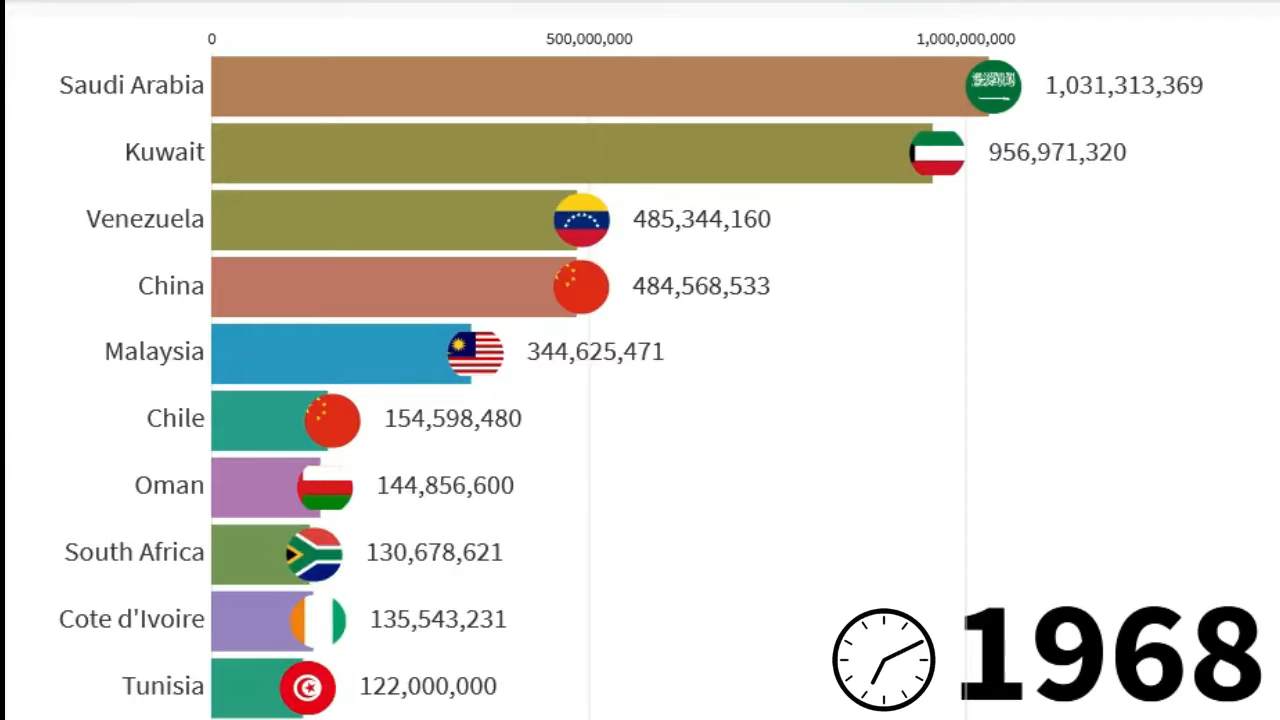 0 500,000,000 1,000,000,000
Saudi Arabia 1,031,313,369
Kuwait 956,971,320
Venezuela 485,344,160
China 484,568,533
Malaysia 344,625,471
Chile 154,598,480
Oman 144,856,600
South Africa 130,678,621
Cote d'Ivoire 135,543,231
Tunisia 122,000,000
1968